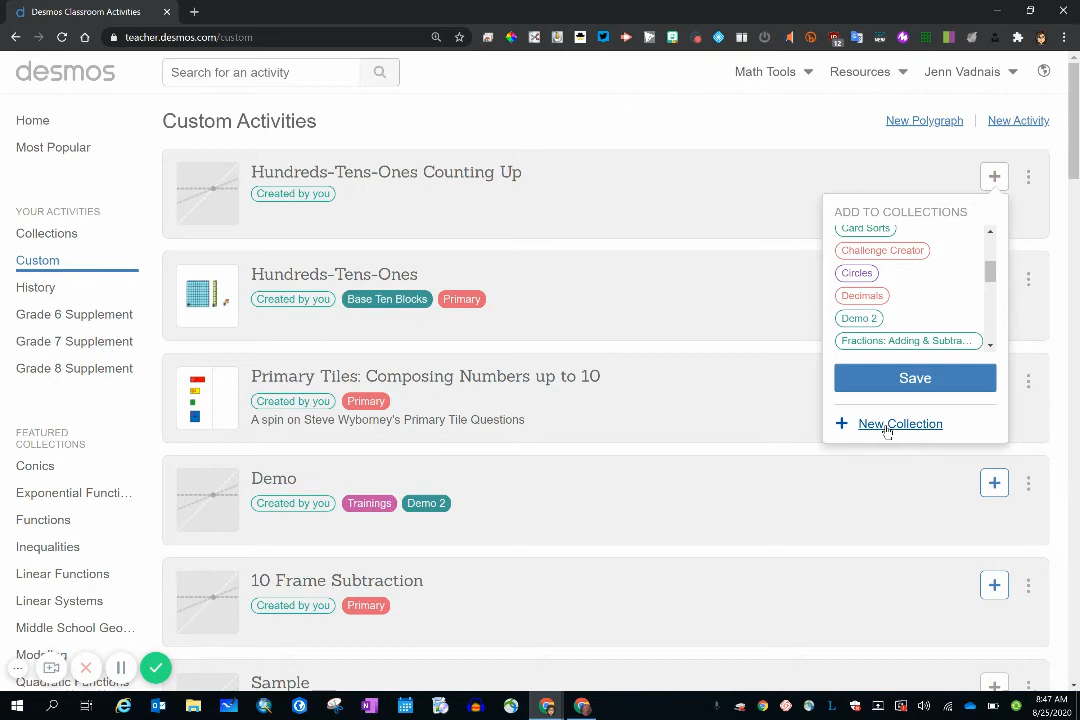 Desmos Classroom Activities
teacher.desmos.com/custom
12
NEW
desmos
Search for an activity
Math Tools
Resources
Jenn Vadnais
Home
Most Popular
YOUR ACTIVITIES
Collections
Custom
History
Grade 6 Supplement
Grade 7 Supplement
Grade 8 Supplement
FEATURED
COLLECTIONS
Conics
Exponential Functi...
Functions
Inequalities
Linear Functions
Linear Systems
Middle School Geo...
Modeling
Quadratic Functions
Custom Activities
New Polygraph
New Activity
Hundreds-Tens-Ones Counting Up
Created by you
Hundreds-Tens-Ones
Created by you Base Ten Blocks Primary
Primary Tiles: Composing Numbers up to 10
Created by you Primary
A spin on Steve Wyborney's Primary Tile Questions
Demo
Created by you Trainings Demo 2
10 Frame Subtraction
Created by you Primary
Sample
ADD TO COLLECTIONS
Card Sorts
Challenge Creator
Circles
Decimals
Demo 2
Fractions: Adding & Subtra...
Save
+ New Collection
8:47 AM
8/25/2020